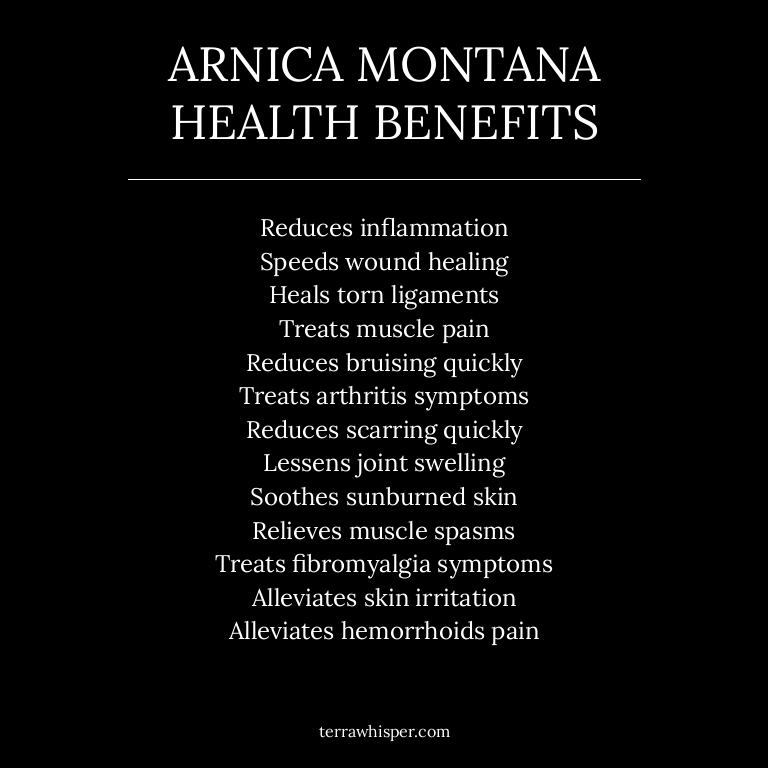 ARNICA MONTANA
HEALTH BENEFITS
Reduces inflammation
Speeds wound healing
Heals torn ligaments
Treats muscle pain
Reduces bruising quickly
Treats arthritis symptoms
Reduces scarring quickly
Lessens joint swelling
Soothes sunburned skin
Relieves muscle spasms
Treats fibromyalgia symptoms
Alleviates skin irritation
Alleviates hemorrhoids pain
terrawhisper.com